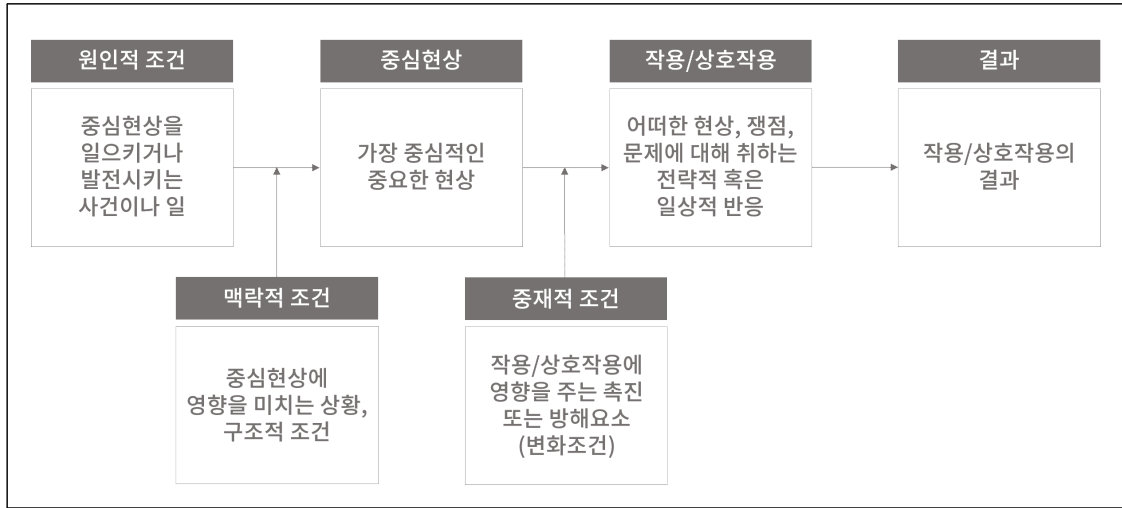 원인적 조건
중심현상을
일으키거나
발전시키는
사건이나 일
중심현상
가장 중심적인
중요한 현상
작용/상호작용
어떠한 현상, 쟁점,
문제에 대해 취하는
전략적 혹은
일상적 반응
결과
작용/상호작용의
결과
맥락적 조건
중심현상에
영향을 미치는 상황,
구조적 조건
중재적 조건
작용/상호작용에
영향을 주는 촉진
또는 방해요소
(변화조건)